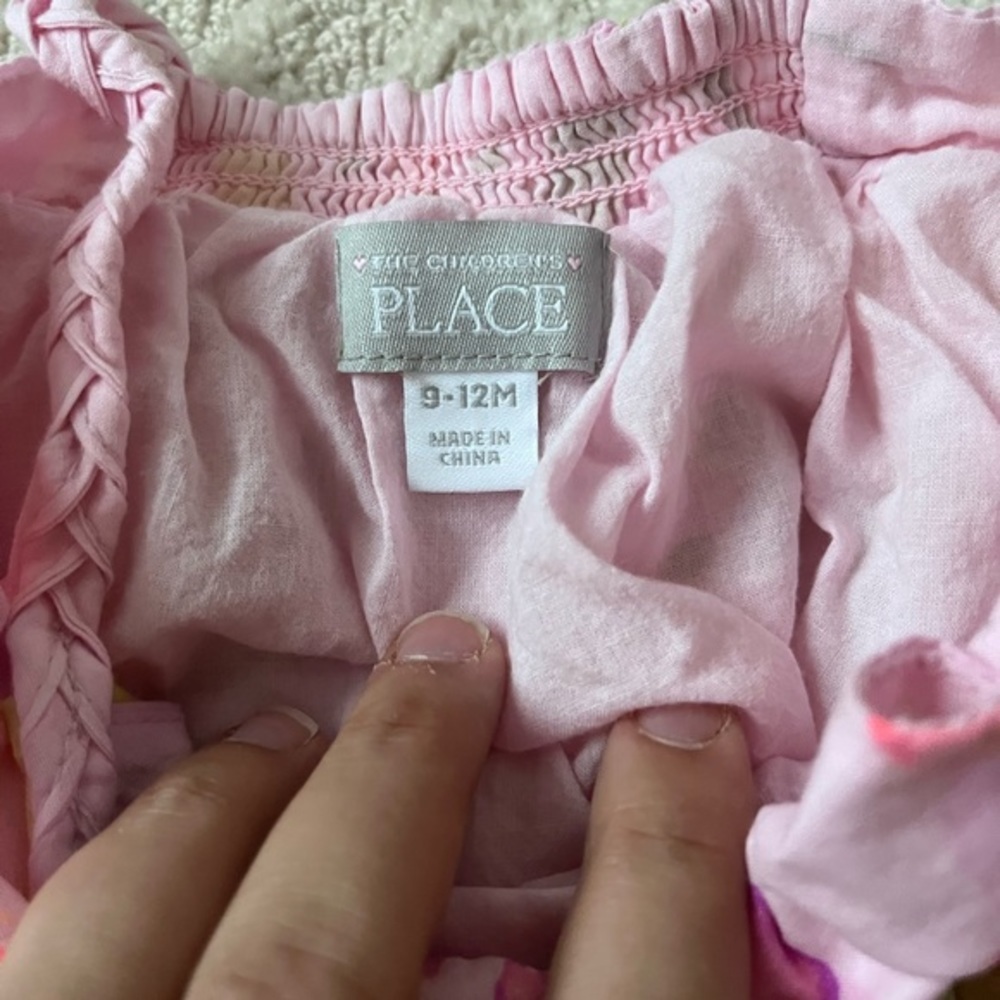 THE CHILDREN'S
PLACE
9-12M
MADE IN
CHINA